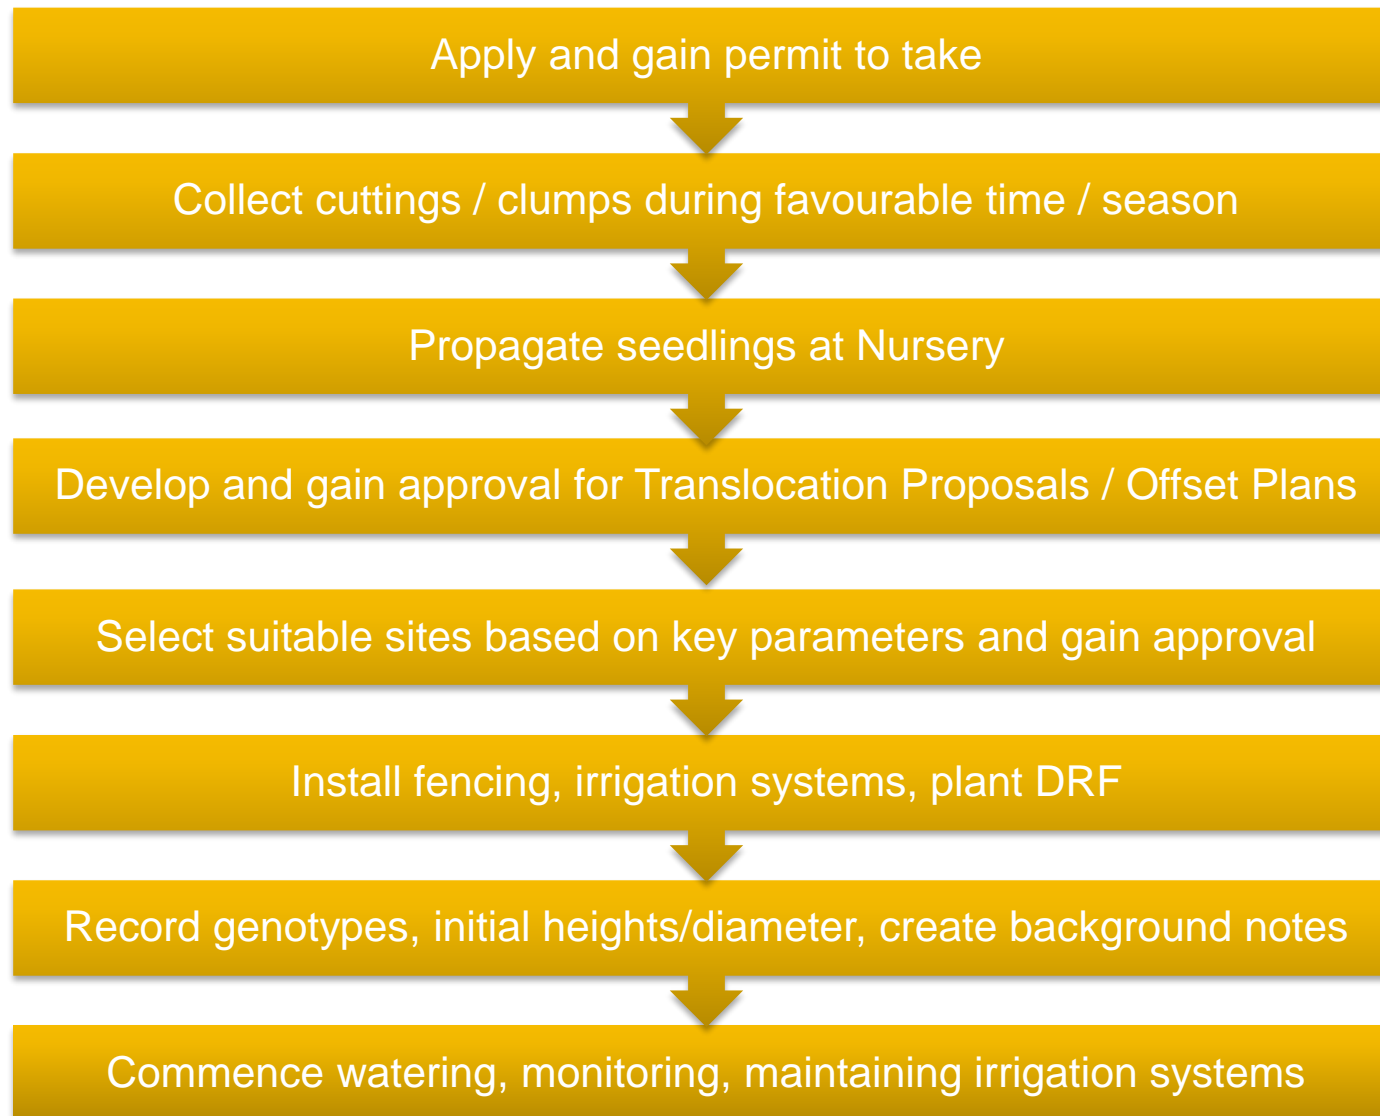 Apply and gain permit to take
Collect cuttings / clumps during favourable time / season
Propagate seedlings at Nursery
Develop and gain approval for Translocation Proposals / Offset Plans
Select suitable sites based on key parameters and gain approval
Install fencing, irrigation systems, plant DRF
Record genotypes, initial heights/diameter, create background notes
Commence watering, monitoring, maintaining irrigation systems